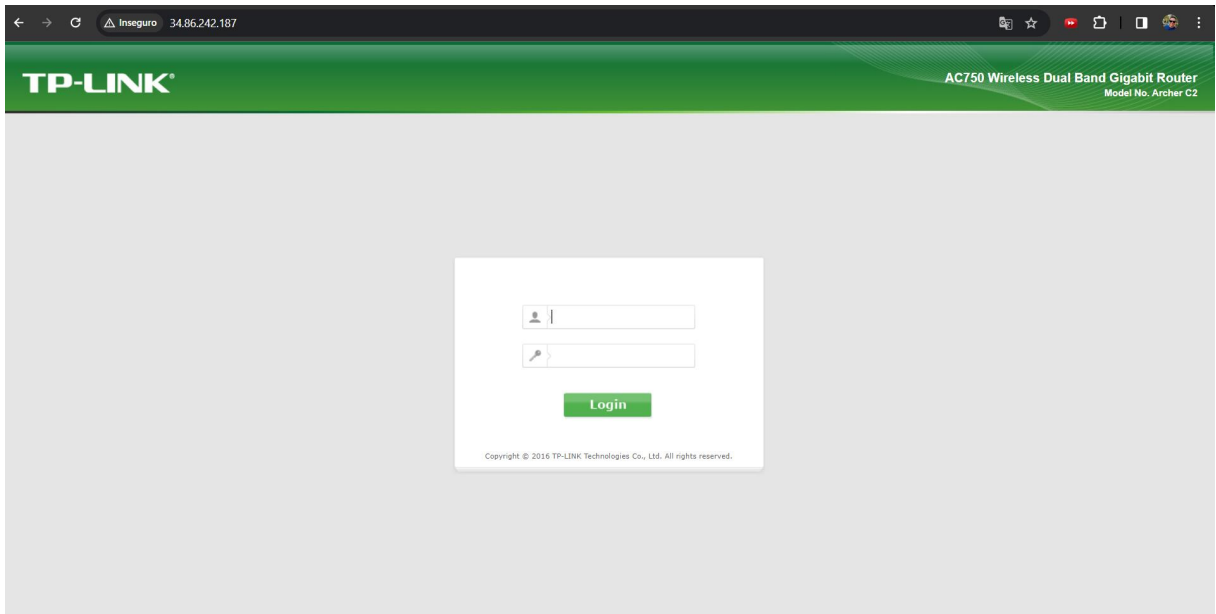 Inseguro 34.86.242.187
TP-LINK®
AC750 Wireless Dual Band Gigabit Router
Model No. Archer C2
Login
Copyright © 2016 TP-LINK Technologies Co., Ltd. All rights reserved.